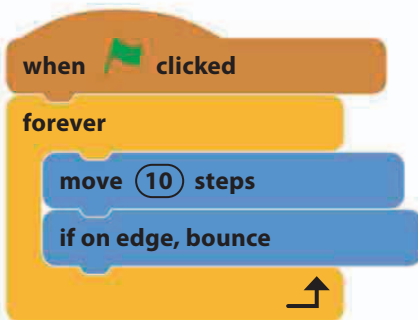 when clicked
forever
move 10 steps
if on edge, bounce